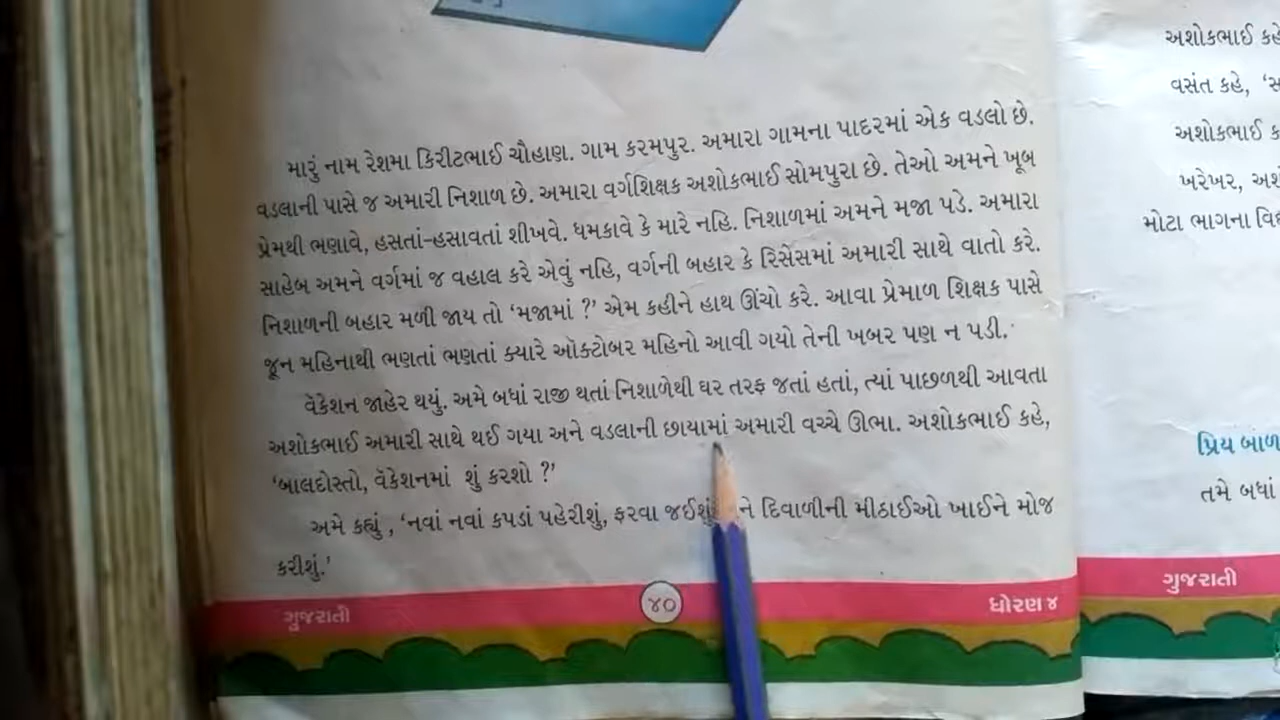 મારું નામ રેશમા કિરીટભાઈ ચૌહાણ. ગામ કરમપુર. અમારા ગામના પાદરમાં એક વડલો છે.
વડલાની પાસે જ અમારી નિશાળ છે. અમારા વર્ગશિક્ષક અશોકભાઈ સોમપુરા છે. તેઓ અમને ખૂબ
પ્રેમથી ભણાવે, હસતાં-હસાવતાં શીખવે. ધમકાવે કે મારે નહિ. નિશાળમાં અમને મજા પડે. અમારા
સાહેબ અમને વર્ગમાં જ વહાલ કરે એવું નહિ, વર્ગની બહાર કે રિસેસમાં અમારી સાથે વાતો કરે.
નિશાળની બહાર મળી જાય તો ‘મજામાં ?’ એમ કહીને હાથ ઊંચો કરે. આવા પ્રેમાળ શિક્ષક પાસે
જૂન મહિનાથી ભણતાં ભણતાં ક્યારે ઑક્ટોબર મહિનો આવી ગયો તેની ખબર પણ ન પડી.
વૅકેશન જાહેર થયું. અમે બધાં રાજી થતાં નિશાળેથી ઘર તરફ જતાં હતાં, ત્યાં પાછળથી આવતા
અશોકભાઈ અમારી સાથે થઈ ગયા અને વડલાની છાયામાં અમારી વચ્ચે ઊભા. અશોકભાઈ કહે,
‘બાલદોસ્તો, વૅકેશનમાં શું કરશો ?’
અમે કહ્યું , ‘નવાં નવાં કપડાં પહેરીશું, ફરવા જઈશું ને દિવાળીની મીઠાઈઓ ખાઈને મોજ
કરીશું.’
ગુજરાતી
૪૦
ધોરણ ૪
અશોકભાઈ
વસંત કહે,
અશોકભાઈ
ખરેખર,
મોટા ભાગના
પ્રિય
તમે બધાં
ગુજરાતી